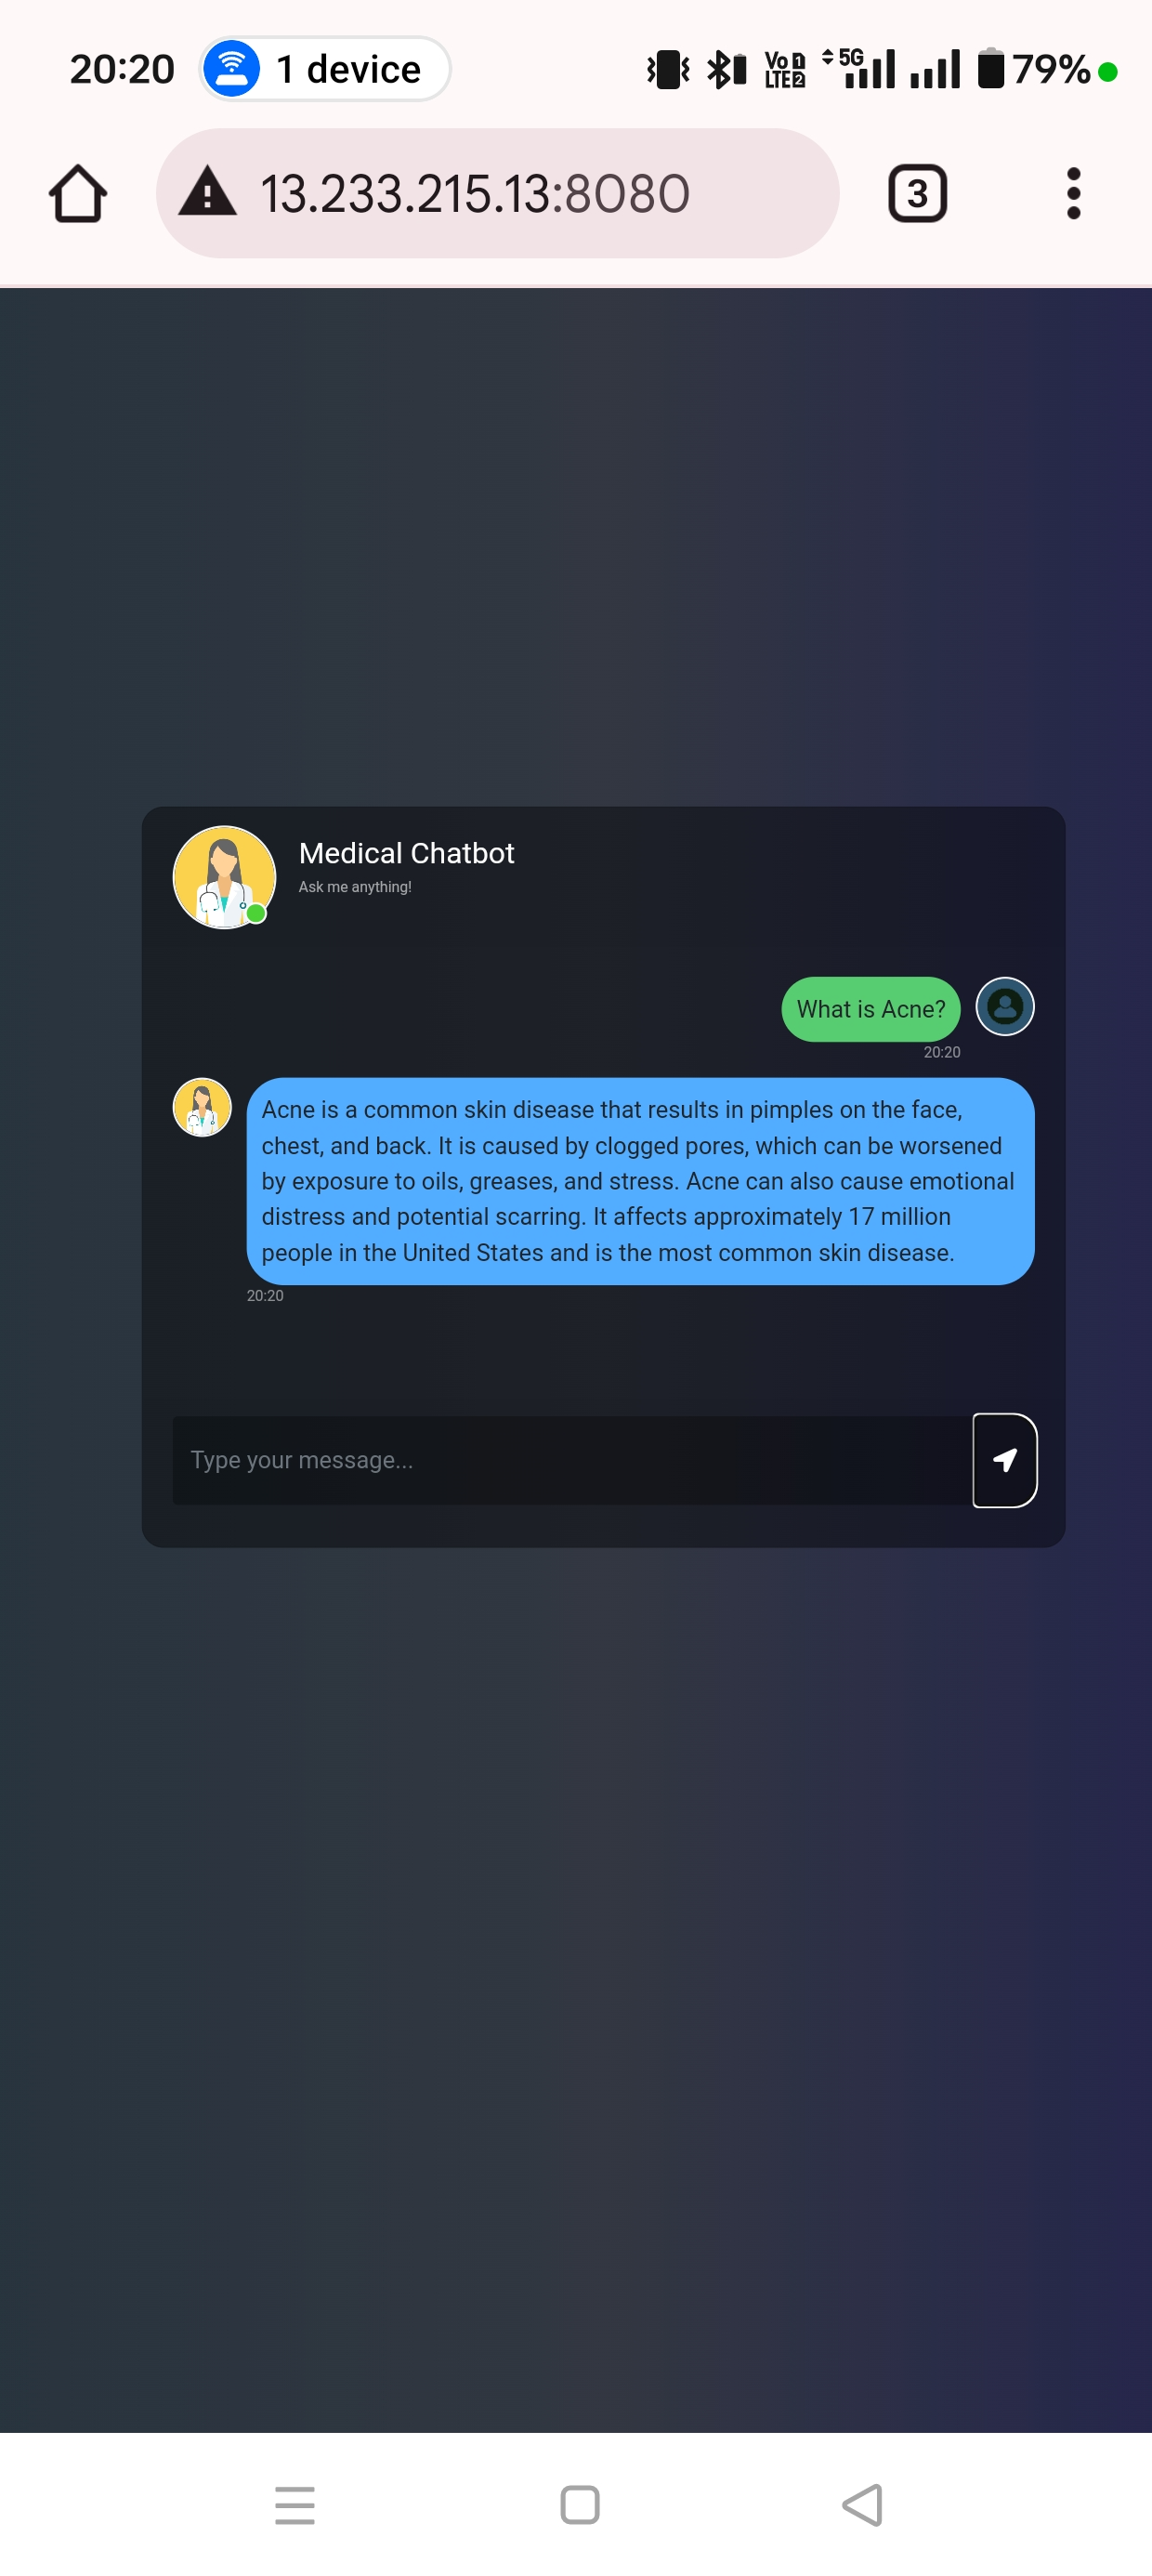 20:20 1 device Vo 1 LTE 2 5G 79%
13.233.215.13:8080 3
Medical Chatbot
Ask me anything!
What is Acne?
20:20
Acne is a common skin disease that results in pimples on the face,
chest, and back. It is caused by clogged pores, which can be worsened
by exposure to oils, greases, and stress. Acne can also cause emotional
distress and potential scarring. It affects approximately 17 million
people in the United States and is the most common skin disease.
20:20
Type your message...